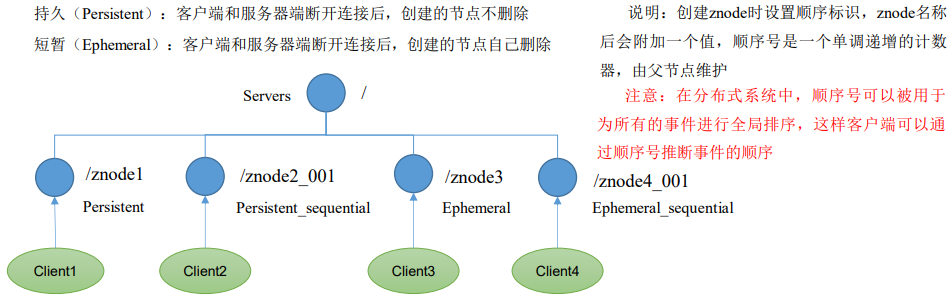 持久（Persistent）：客户端和服务器端断开连接后，创建的节点不删除
短暂（Ephemeral）：客户端和服务器端断开连接后，创建的节点自己删除
说明：创建znode时设置顺序标识，znode名称
后会附加一个值，顺序号是一个单调递增的计数
器，由父节点维护
注意：在分布式系统中，顺序号可以被用于
为所有的事件进行全局排序，这样客户端可以通
过顺序号推断事件的顺序
Servers
/
/znode1
Persistent
/znode2_001
Persistent_sequential
/znode3
Ephemeral
/znode4_001
Ephemeral_sequential
Client1
Client2
Client3
Client4